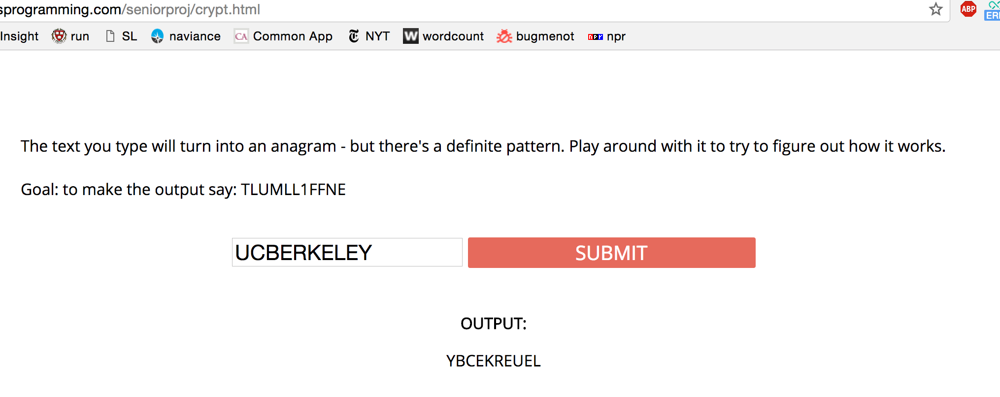 sprogramming.com/seniorproj/crypt.html
ABP
Insight run SL naviance CA Common App NYT W wordcount bugmenot npr npr
The text you type will turn into an anagram - but there's a definite pattern. Play around with it to try to figure out how it works.
Goal: to make the output say: TLUMLL1FFNE
UCBERKELEY SUBMIT
OUTPUT:
YBCEKREUEL